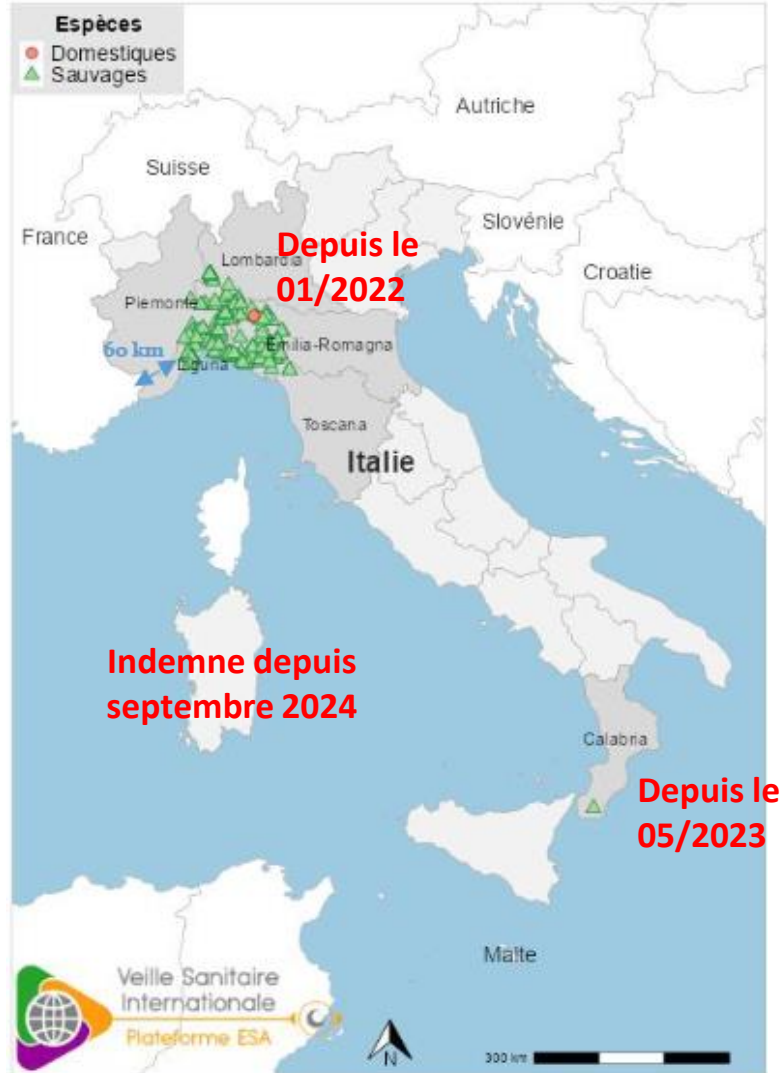 Espèces
Domestiques
Sauvages
Autriche
Suisse
Slovénie
France
Depuis le
01/2022
Lombardia
Croatie
Piemonte
60 km
Emilia-Romagna
Liguria
Toscana
Italie
Indemne depuis
septembre 2024
Calabria
Depuis le
05/2023
Malte
Veille Sanitaire
Internationale
Plateforme ESA
N
300 km